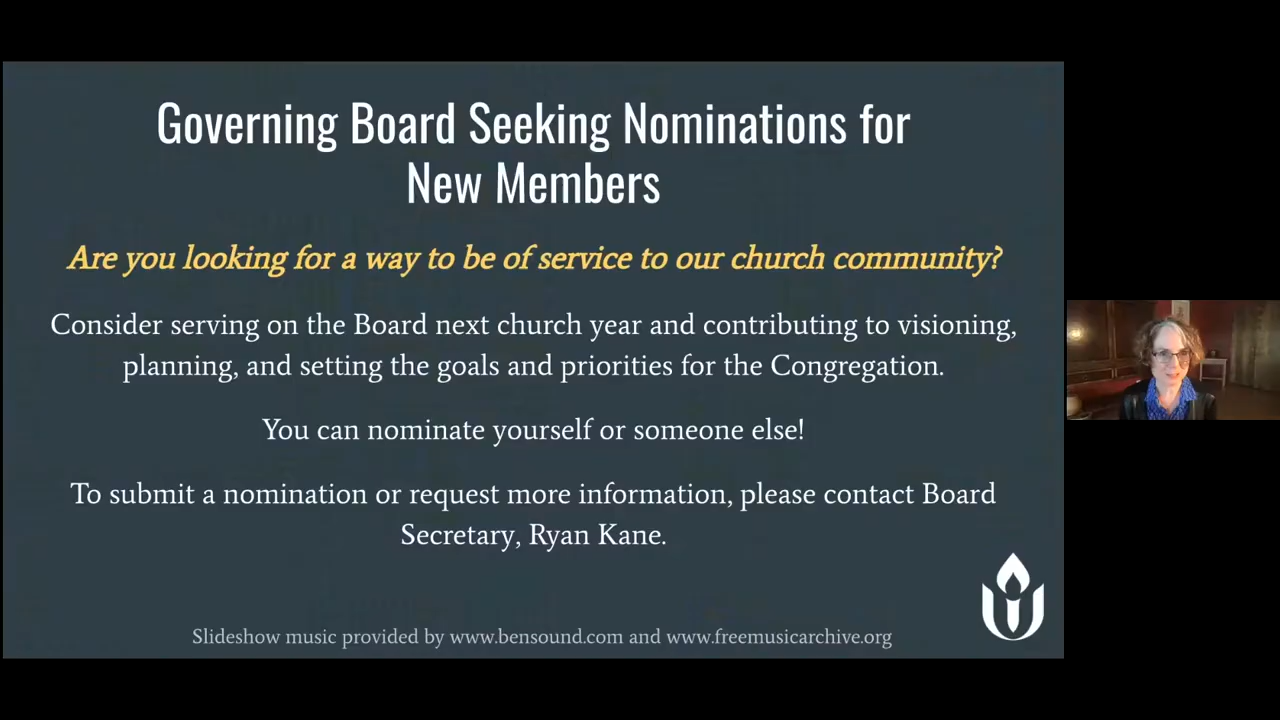 Governing Board Seeking Nominations for
New Members
Are you looking for a way to be of service to our church community?
Consider serving on the Board next church year and contributing to visioning,
planning, and setting the goals and priorities for the Congregation.
You can nominate yourself or someone else!
To submit a nomination or request more information, please contact Board
Secretary, Ryan Kane.
Slideshow music provided by www.bensound.com and www.freemusicarchive.org